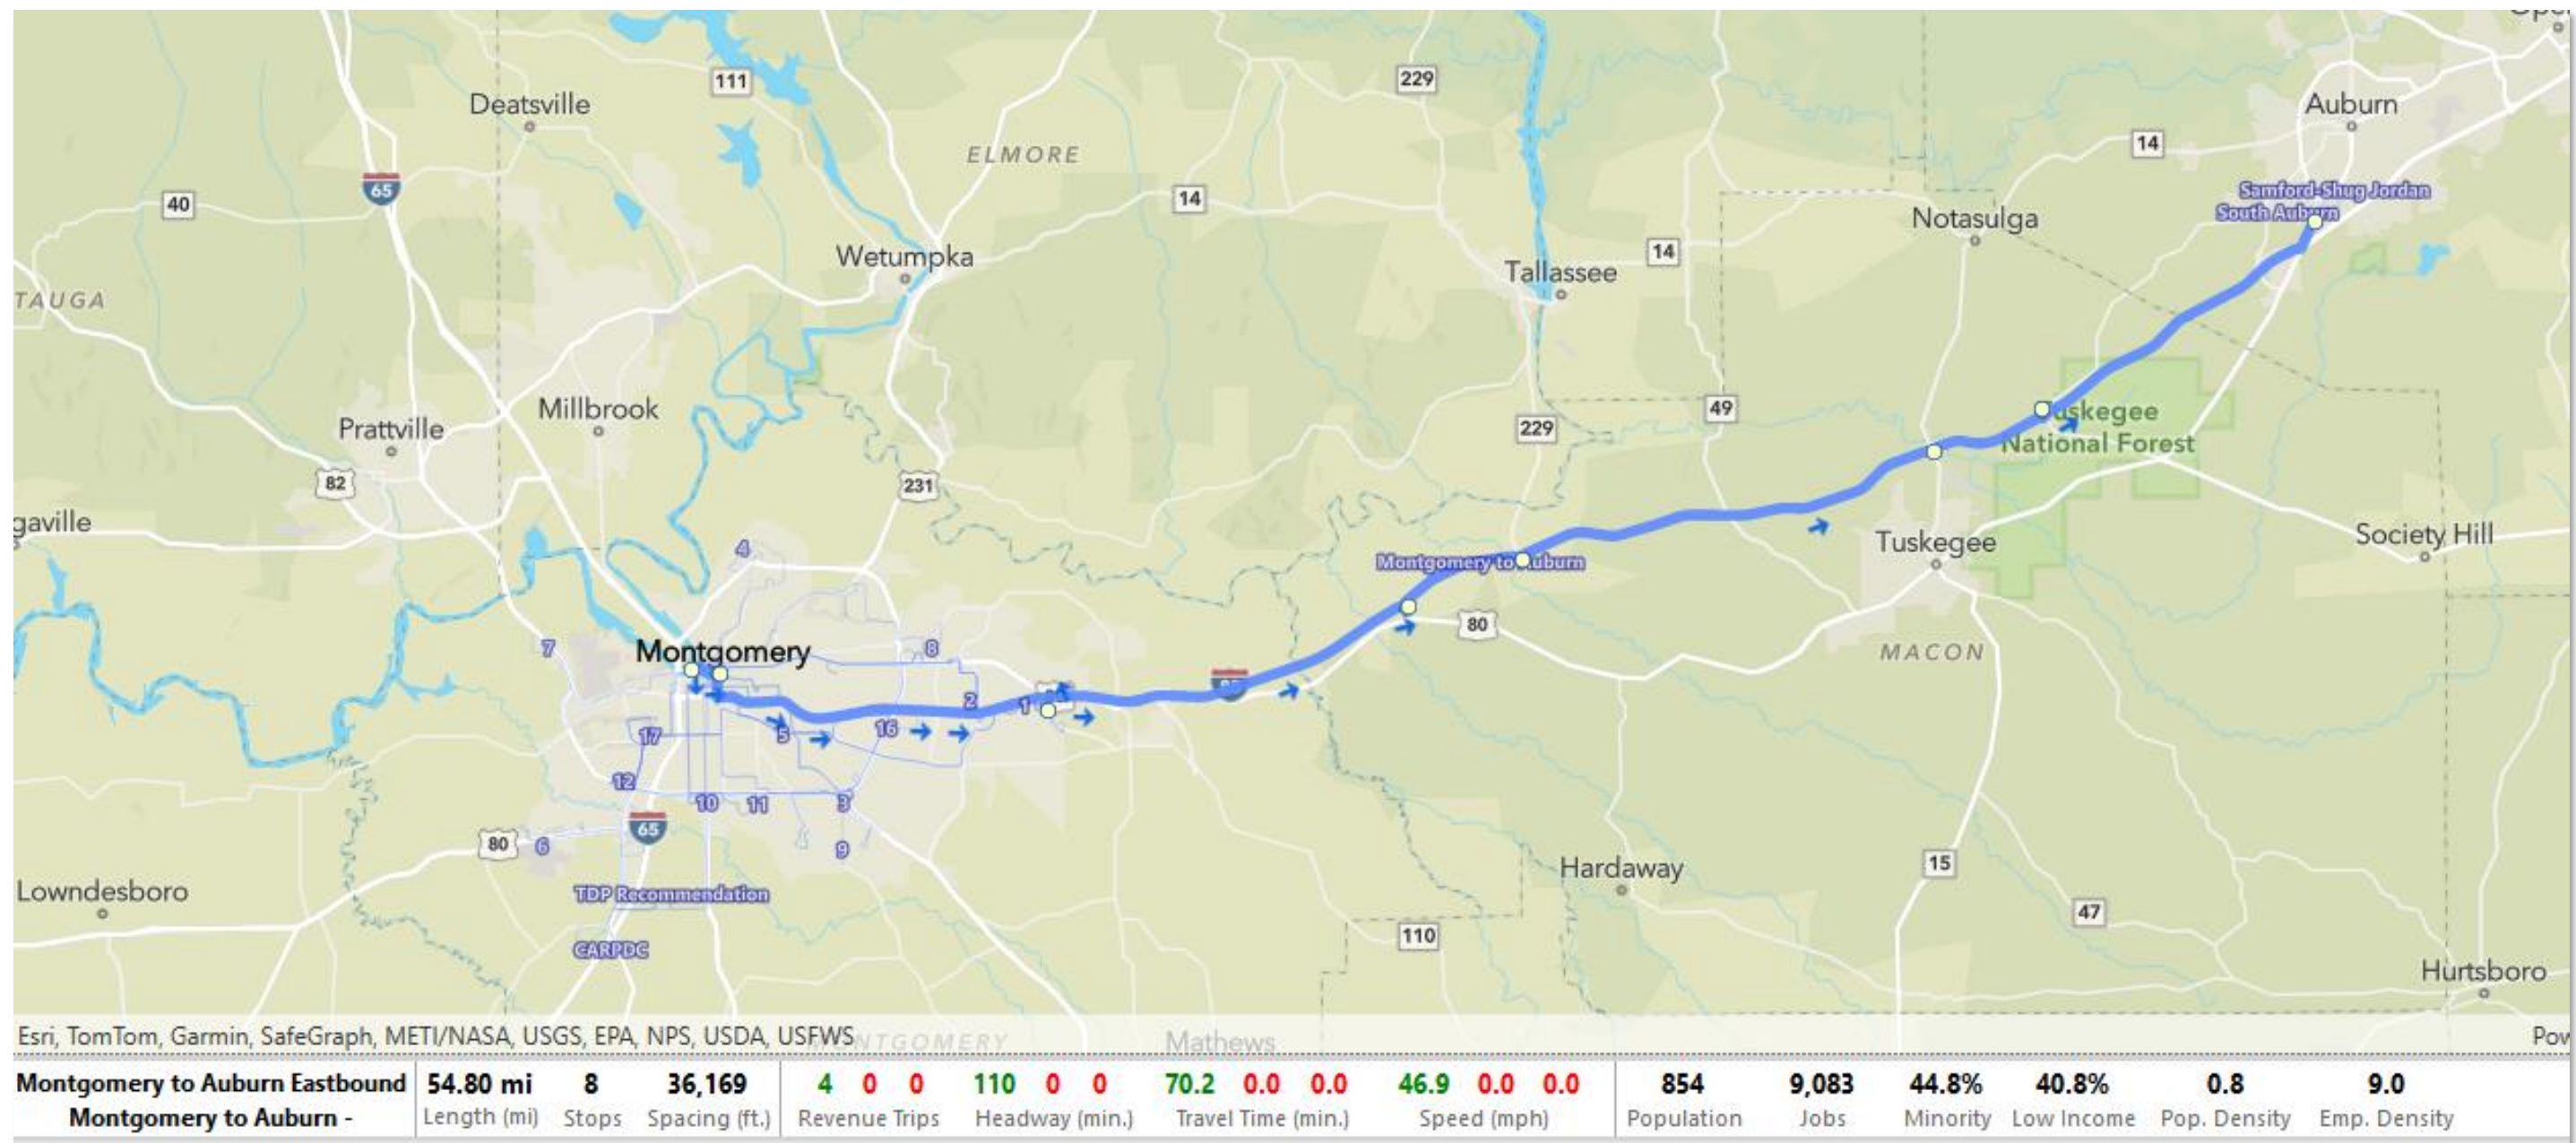 Deatsville
111
229
Auburn
ELMORE
14
65
40
14
Samford-Shug Jordan
South Auburn
Notasulga
Wetumpka
14
Tallassee
TAUGA
Millbrook
49
Prattville
229
Tuskegee
National Forest
82
231
gaville
Society Hill
Tuskegee
4
Montgomery to Auburn
80
7
Montgomery
8
MACON
2
1
16
17
5
12
10
11
3
65
80
6
9
Hardaway
15
Lowndesboro
TDP Recommendation
47
110
CARPDC
Hurtsboro
Esri, TomTom, Garmin, SafeGraph, METI/NASA, USGS, EPA, NPS, USDA, USFWS
NTGOMERY
Mathews
Pow
Montgomery to Auburn Eastbound 54.80 mi 8 36,169 4 0 0 110 0 0 70.2 0.0 0.0 46.9 0.0 0.0 854 9,083 44.8% 40.8% 0.8 9.0
Montgomery to Auburn - Length (mi) Stops Spacing (ft.) Revenue Trips Headway (min.) Travel Time (min.) Speed (mph) Population Jobs Minority Low Income Pop. Density Emp. Density